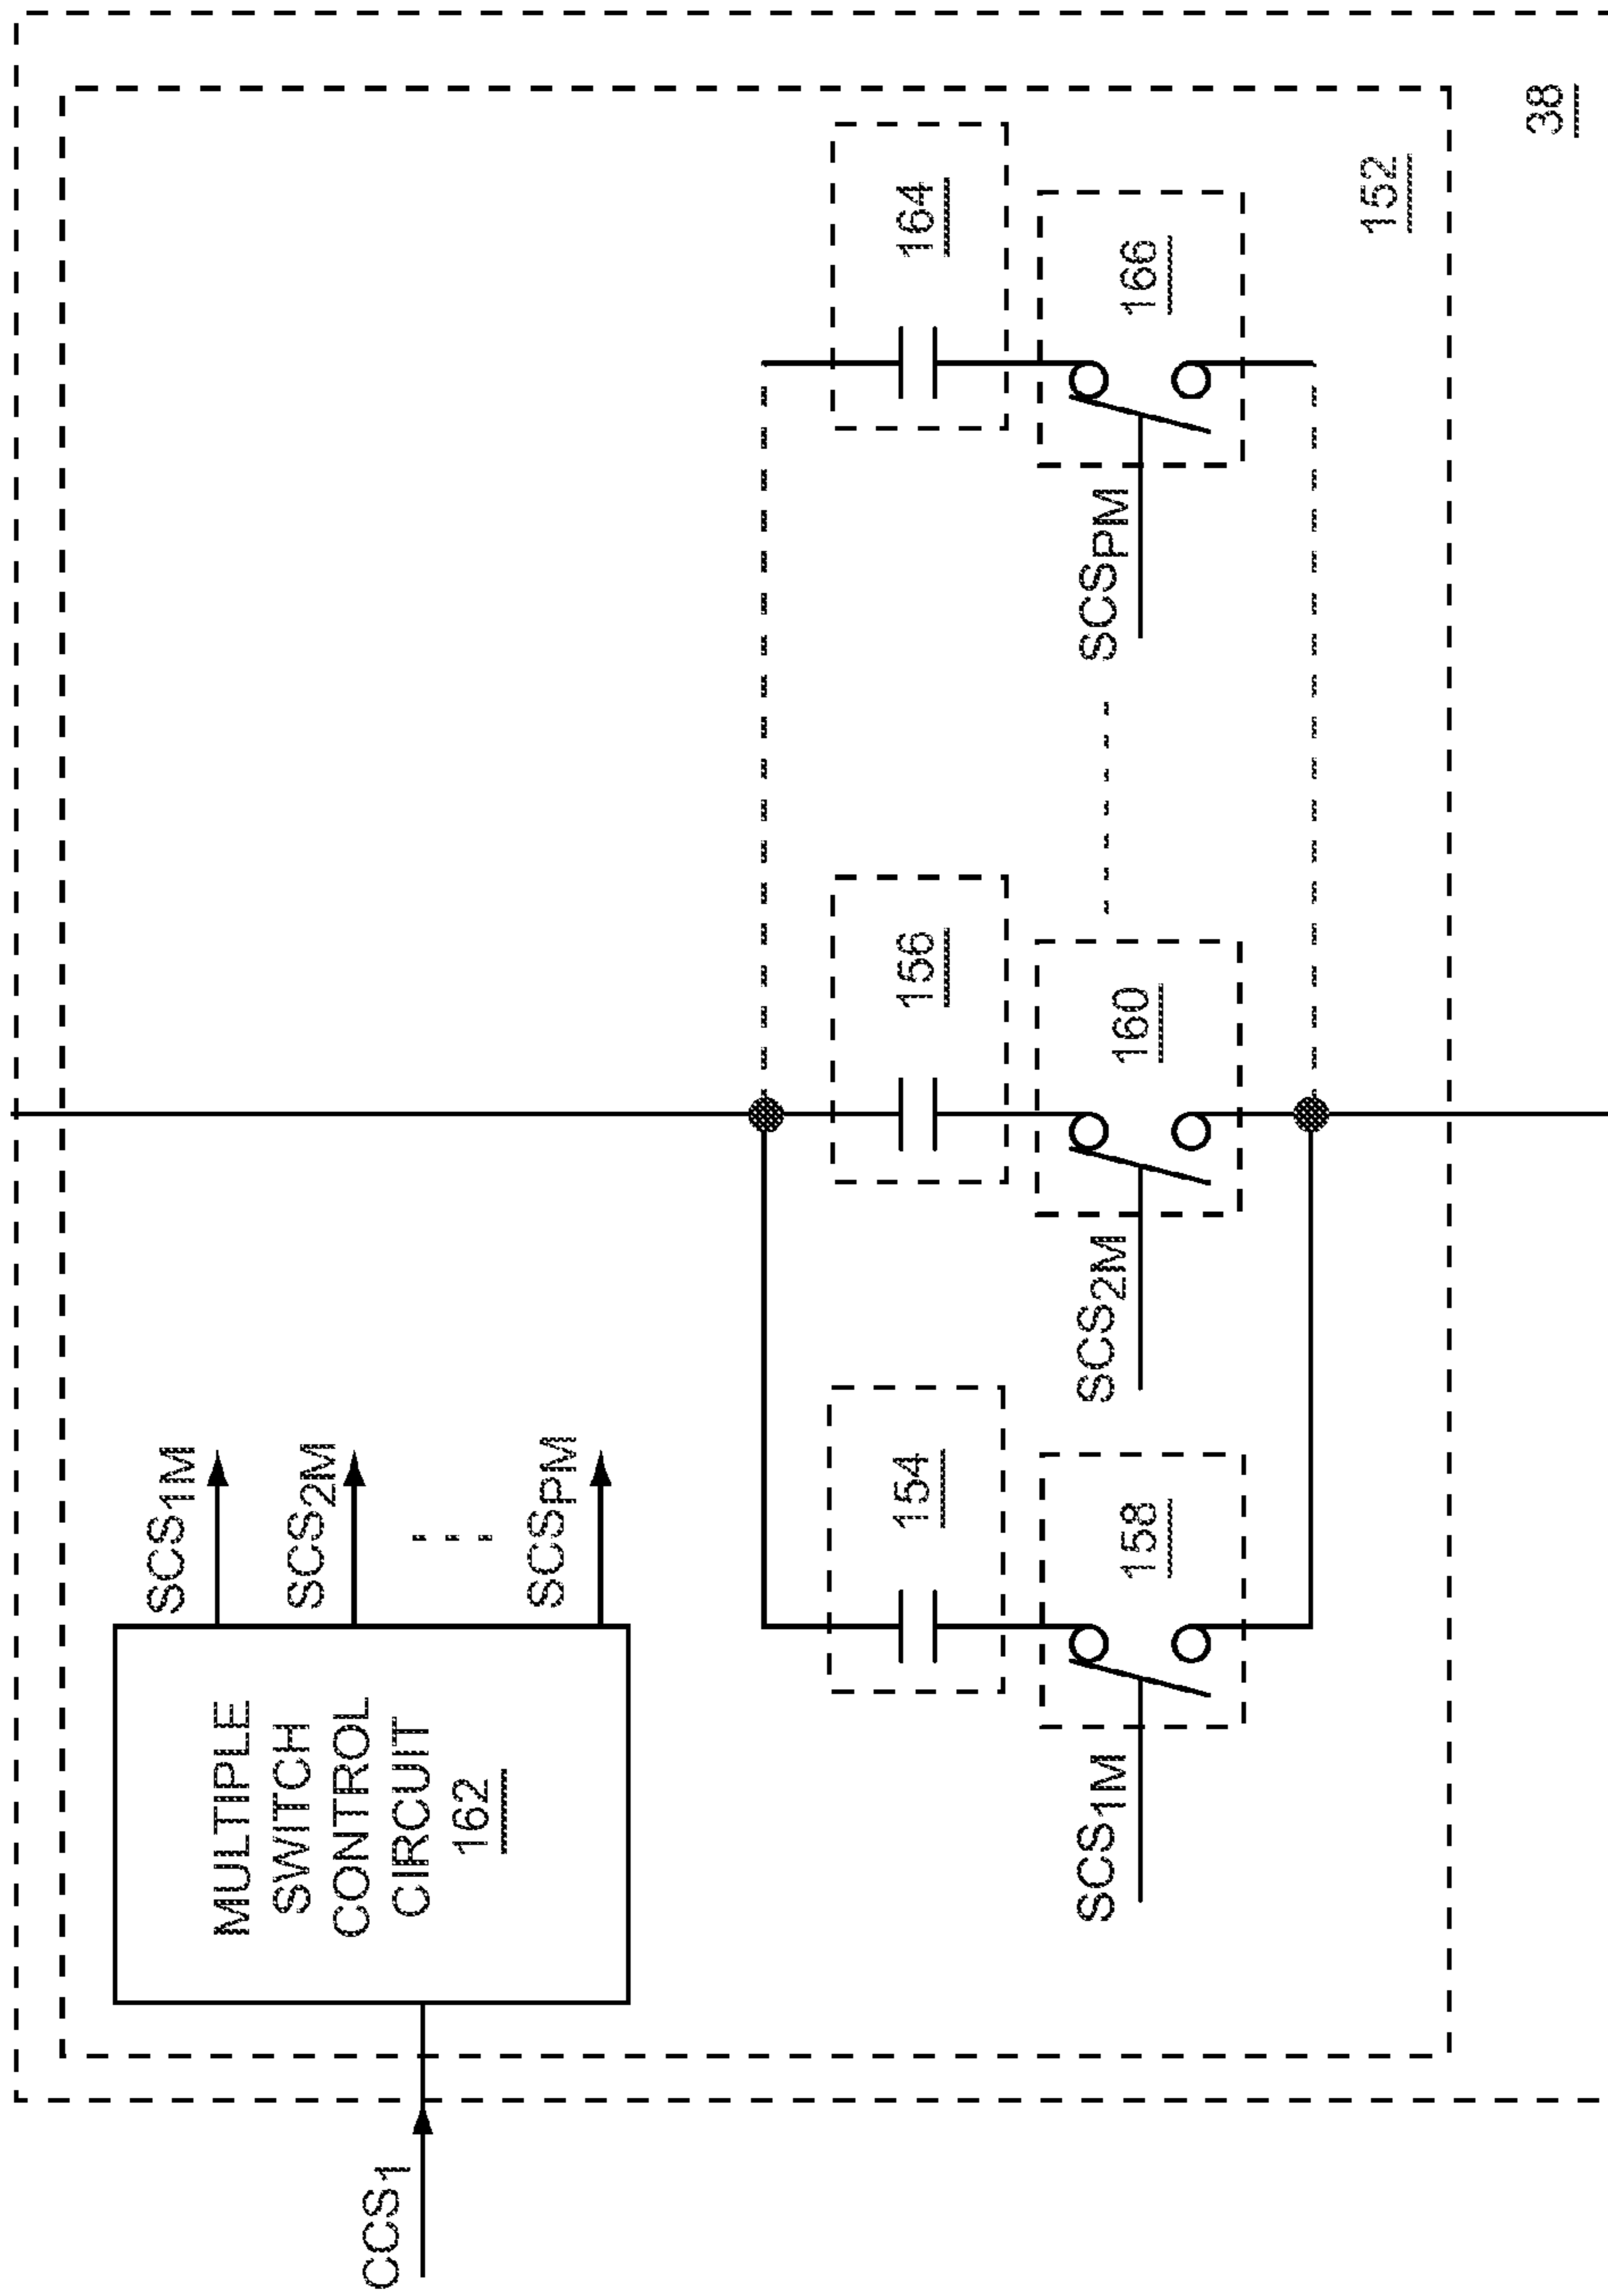 CCS1
MULTIPLE
SWITCH
CONTROL
CIRCUIT
162
SCS1M
SCS2M
SCSPM
154
156
164
SCS1M
158
SCS2M
160
SCSPM
166
152
38